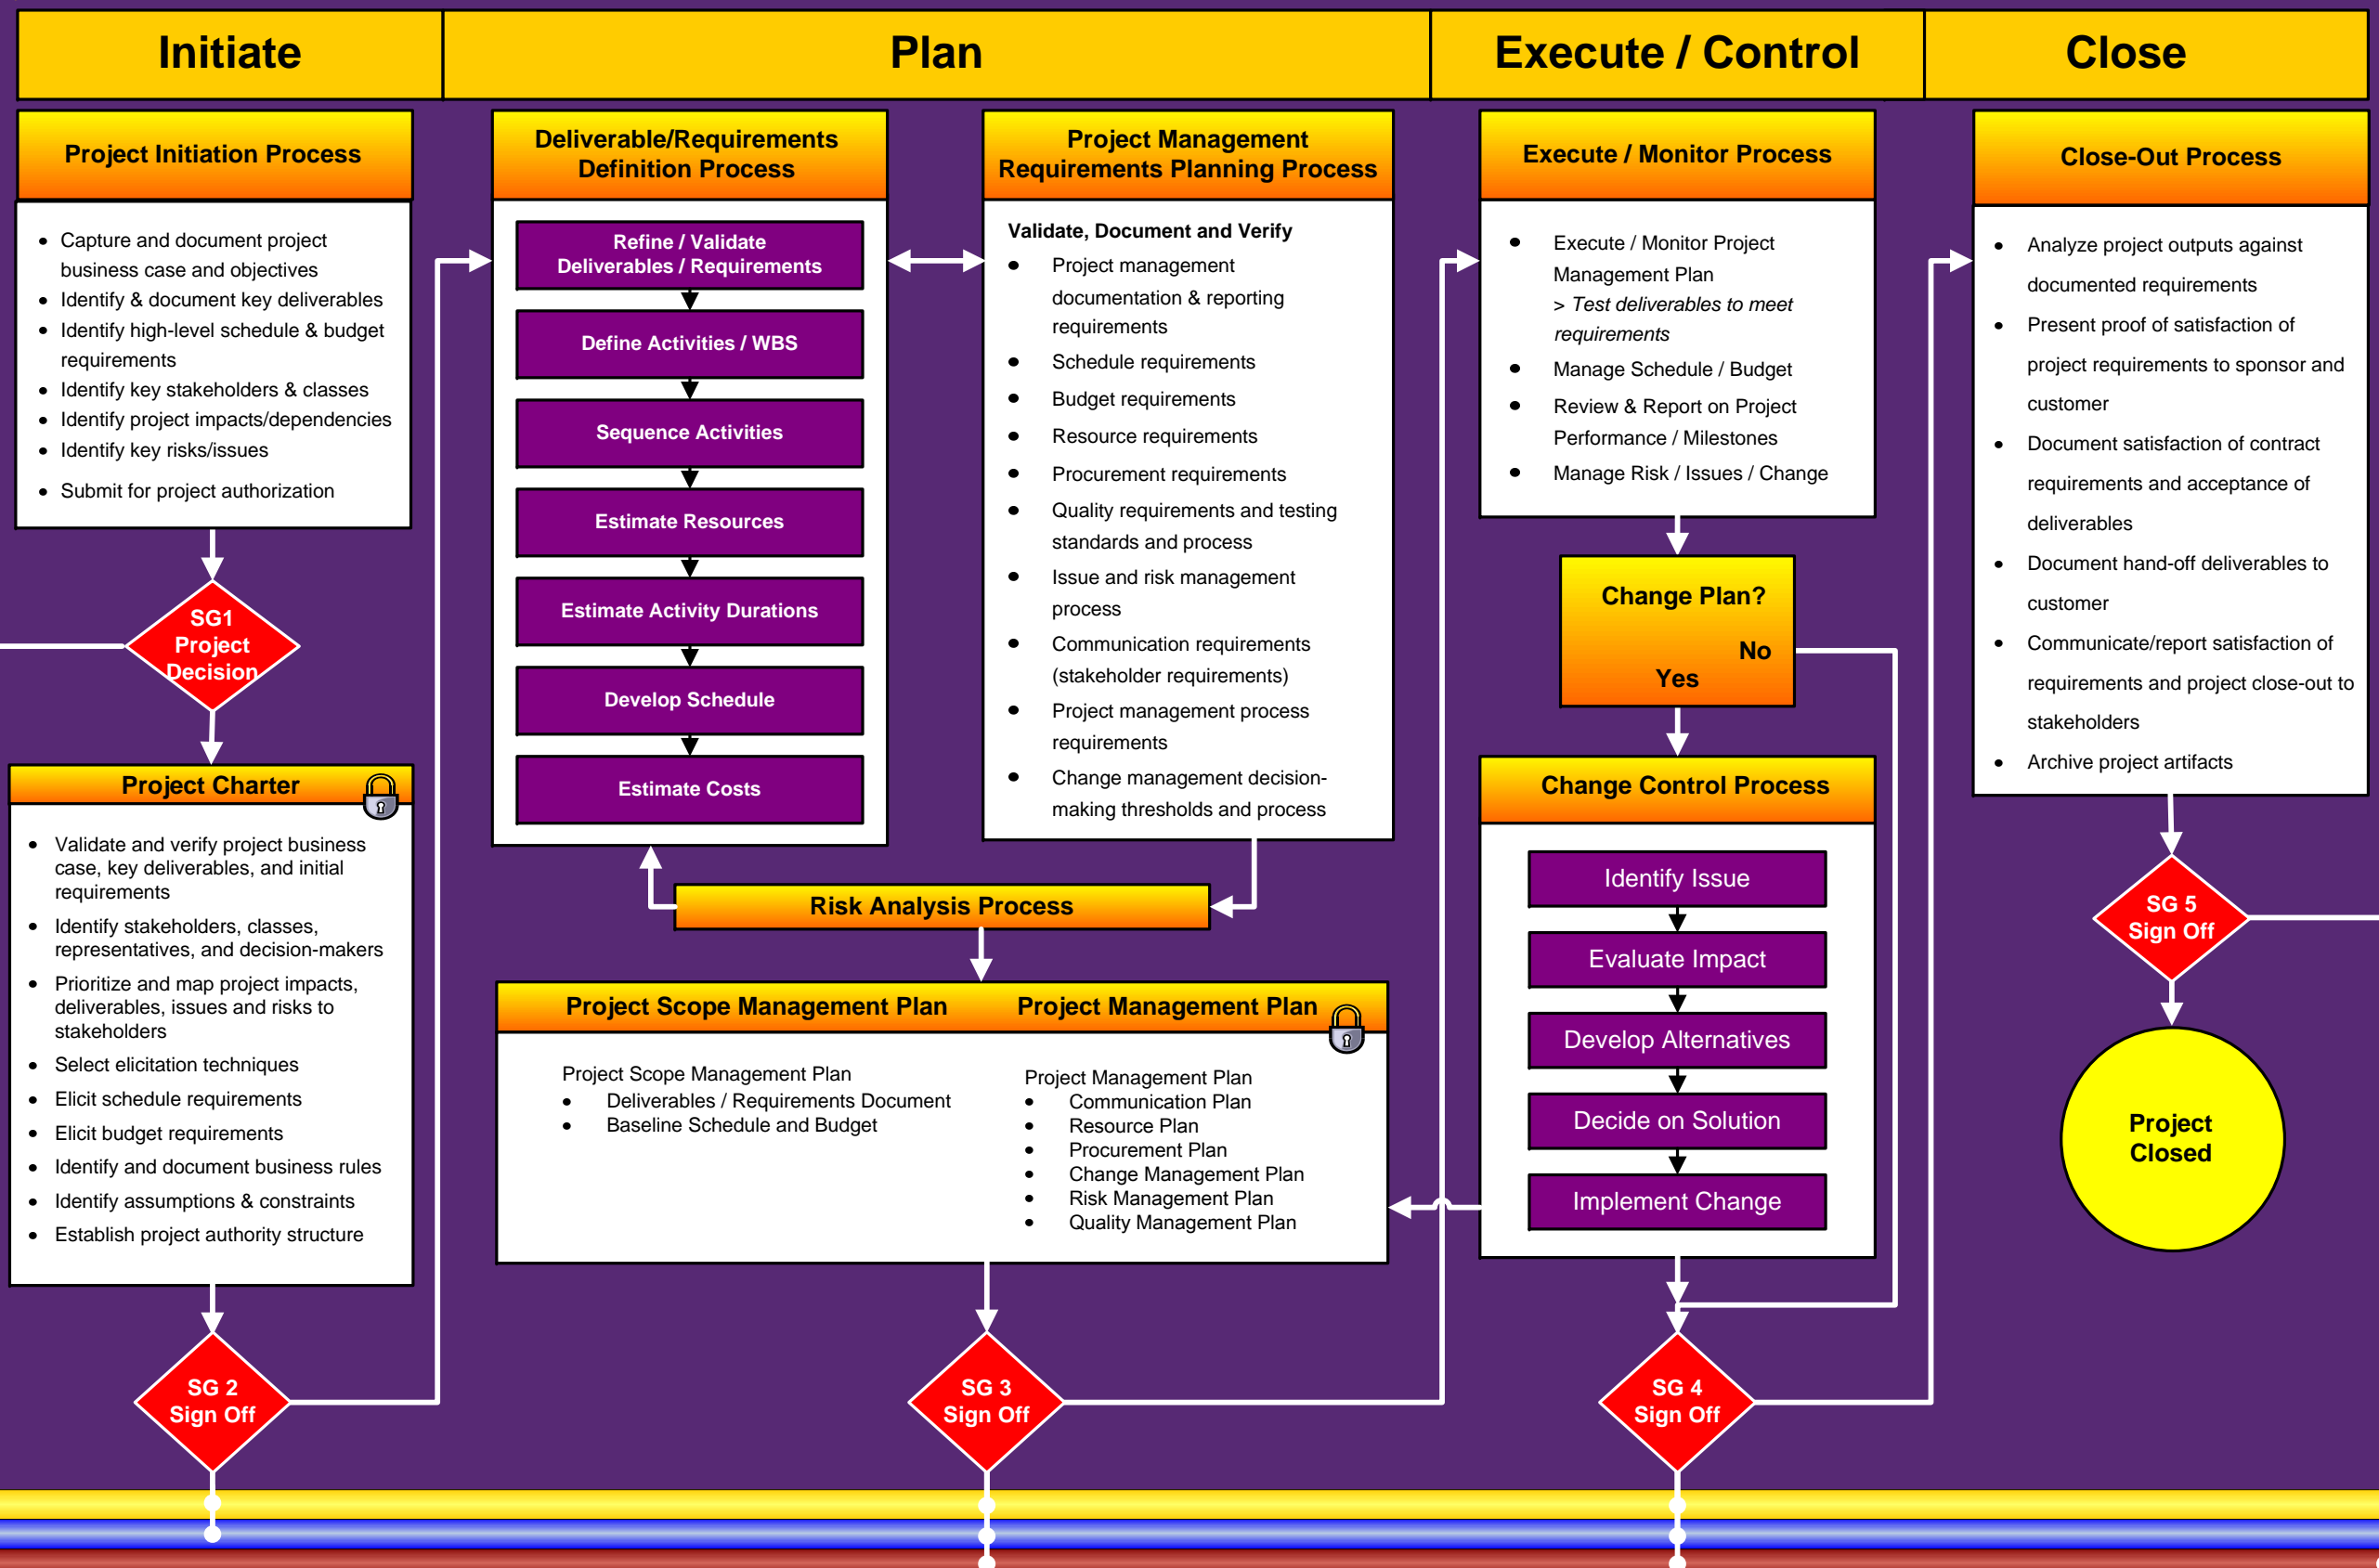 Initiate
Plan
Execute / Control
Close
Project Initiation Process
• Capture and document project
business case and objectives
• Identify & document key deliverables
• Identify high-level schedule & budget
requirements
• Identify key stakeholders & classes
• Identify project impacts/dependencies
• Identify key risks/issues
• Submit for project authorization
SG1
Project
Decision
Project Charter
• Validate and verify project business
case, key deliverables, and initial
requirements
• Identify stakeholders, classes,
representatives, and decision-makers
• Prioritize and map project impacts,
deliverables, issues and risks to
stakeholders
• Select elicitation techniques
• Elicit schedule requirements
• Elicit budget requirements
• Identify and document business rules
• Identify assumptions & constraints
• Establish project authority structure
SG 2
Sign Off
Deliverable/Requirements
Definition Process
Refine / Validate
Deliverables / Requirements
Define Activities / WBS
Sequence Activities
Estimate Resources
Estimate Activity Durations
Develop Schedule
Estimate Costs
Project Management
Requirements Planning Process
Validate, Document and Verify
• Project management
documentation & reporting
requirements
• Schedule requirements
• Budget requirements
• Resource requirements
• Procurement requirements
• Quality requirements and testing
standards and process
• Issue and risk management
process
• Communication requirements
(stakeholder requirements)
• Project management process
requirements
• Change management decision-
making thresholds and process
Risk Analysis Process
Project Scope Management Plan
Project Management Plan
Project Scope Management Plan
• Deliverables / Requirements Document
• Baseline Schedule and Budget
Project Management Plan
• Communication Plan
• Resource Plan
• Procurement Plan
• Change Management Plan
• Risk Management Plan
• Quality Management Plan
SG 3
Sign Off
Execute / Monitor Process
• Execute / Monitor Project
Management Plan
> Test deliverables to meet
requirements
• Manage Schedule / Budget
• Review & Report on Project
Performance / Milestones
• Manage Risk / Issues / Change
Change Plan?
No
Yes
Change Control Process
Identify Issue
Evaluate Impact
Develop Alternatives
Decide on Solution
Implement Change
SG 4
Sign Off
Close-Out Process
• Analyze project outputs against
documented requirements
• Present proof of satisfaction of
project requirements to sponsor and
customer
• Document satisfaction of contract
requirements and acceptance of
deliverables
• Document hand-off deliverables to
customer
• Communicate/report satisfaction of
requirements and project close-out to
stakeholders
• Archive project artifacts
SG 5
Sign Off
Project
Closed